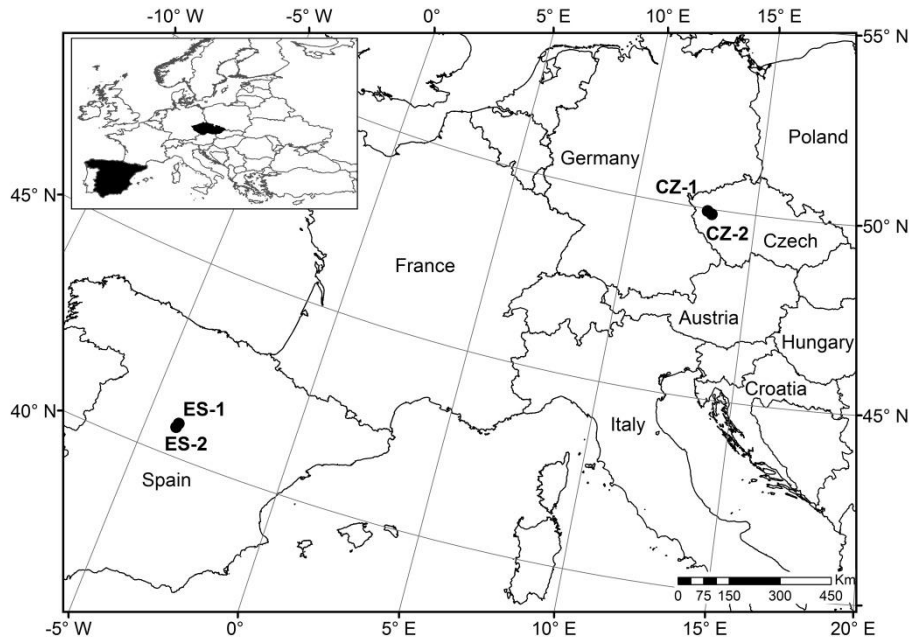 -10° W
-5° W
0° E
5° E
10° E
15° E
55° N
Poland
Germany
CZ-1
45° N
50° N
CZ-2
Czech
France
Austria
Hungary
Croatia
40° N
ES-1
45° N
Italy
ES-2
Spain
Km
0 75 150 300 450
-5° W
0° E
5° E
10° E
15° E
20° E